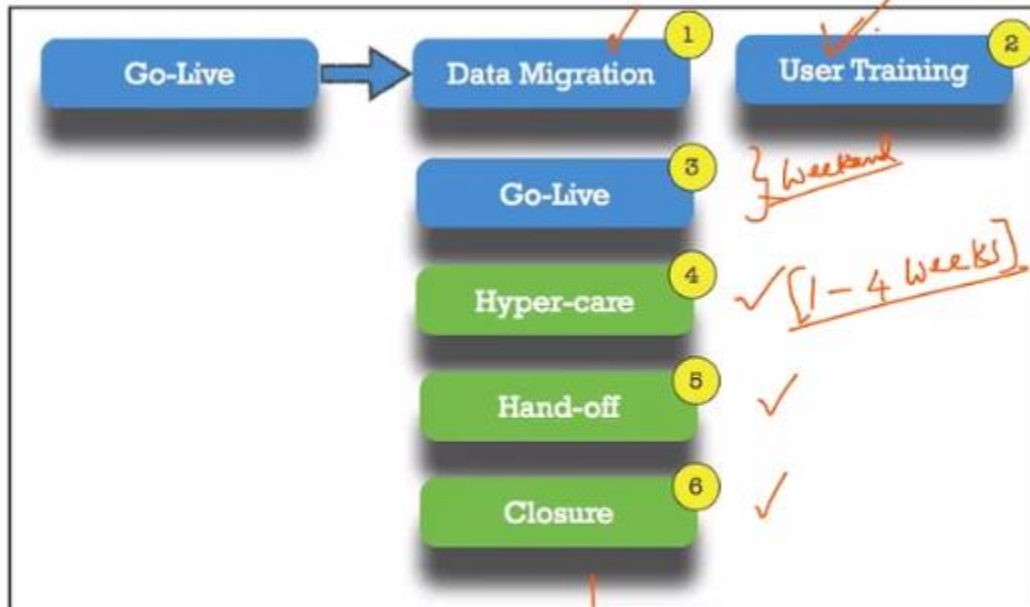 Go-Live
Data Migration
1
User Training
2
Go-Live
3
} Weekend
Hyper-care
4
[1 - 4 Weeks]
Hand-off
5
Closure
6